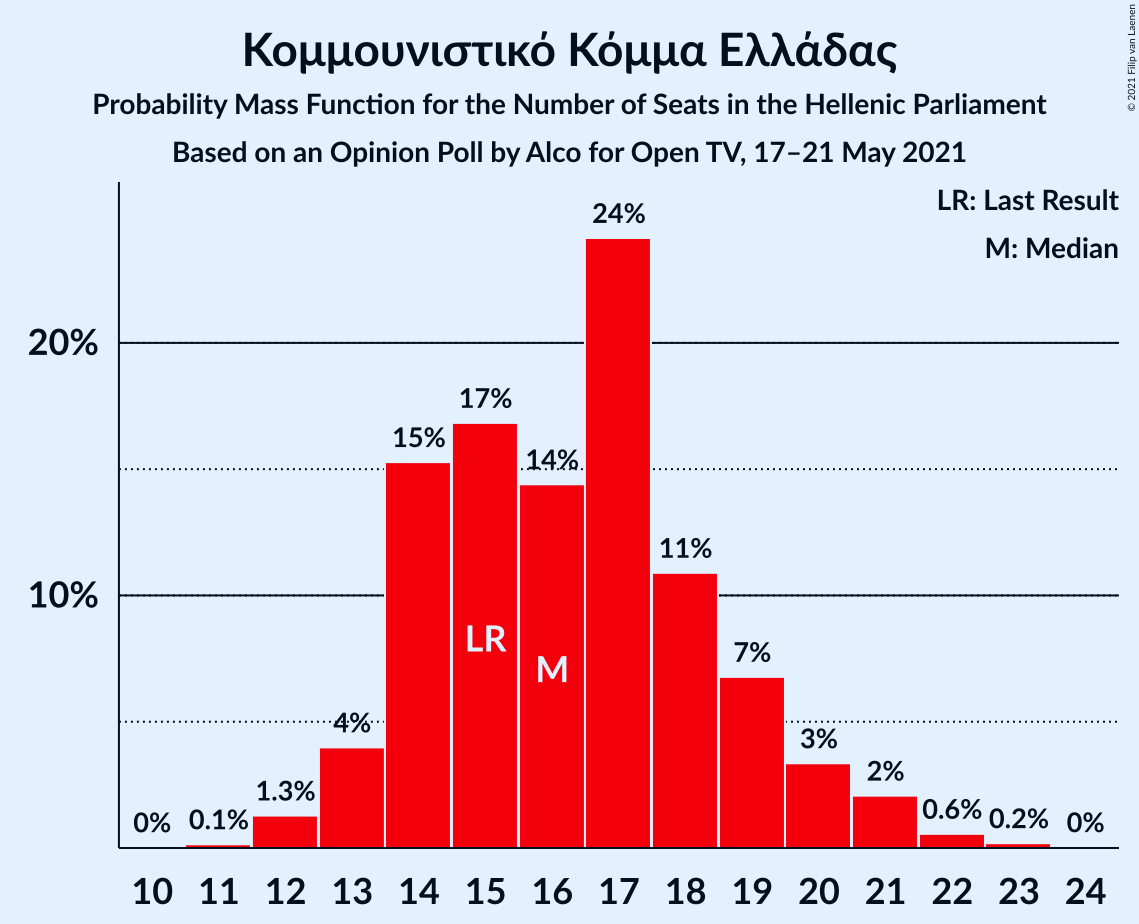 Κομμουνιστικό Κόμμα Ελλάδας
Probability Mass Function for the Number of Seats in the Hellenic Parliament
Based on an Opinion Poll by Alco for Open TV, 17–21 May 2021
© 2021 Filip van Laenen
LR: Last Result
M: Median
24%
20%
17%
15%
14%
11%
10%
LR
M
7%
4%
3%
2%
1.3%
0% 0.1% 0.6% 0.2% 0%
10 11 12 13 14 15 16 17 18 19 20 21 22 23 24